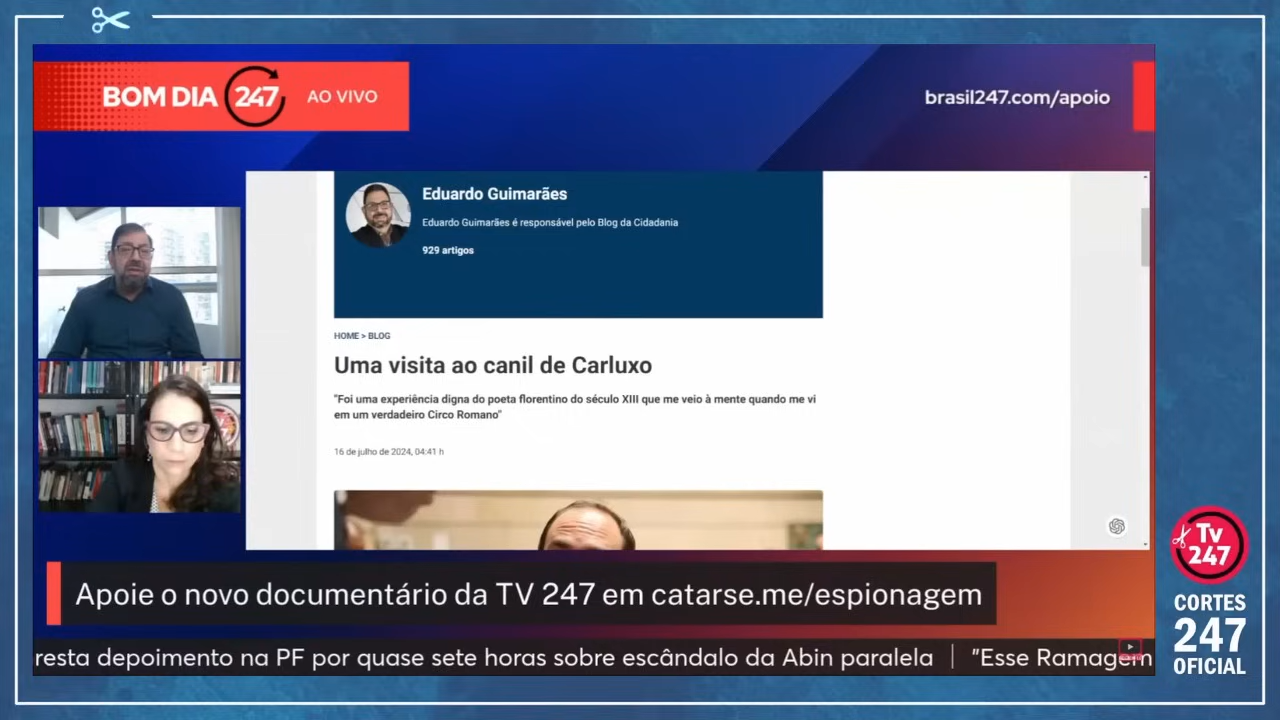 BOM DIA 247 AO VIVO
brasil247.com/apoio
Eduardo Guimarães
Eduardo Guimarães é responsável pelo Blog da Cidadania
929 artigos
HOME > BLOG
Uma visita ao canil de Carluxo
"Foi uma experiência digna do poeta florentino do século XIII que me veio à mente quando me vi
em um verdadeiro Circo Romano"
16 de julho de 2024, 04:41 h
Apoie o novo documentário da TV 247 em catarse.me/espionagem
resta depoimento na PF por quase sete horas sobre escândalo da Abin paralela | "Esse Ramagem
Tv
247
CORTES
247
OFICIAL